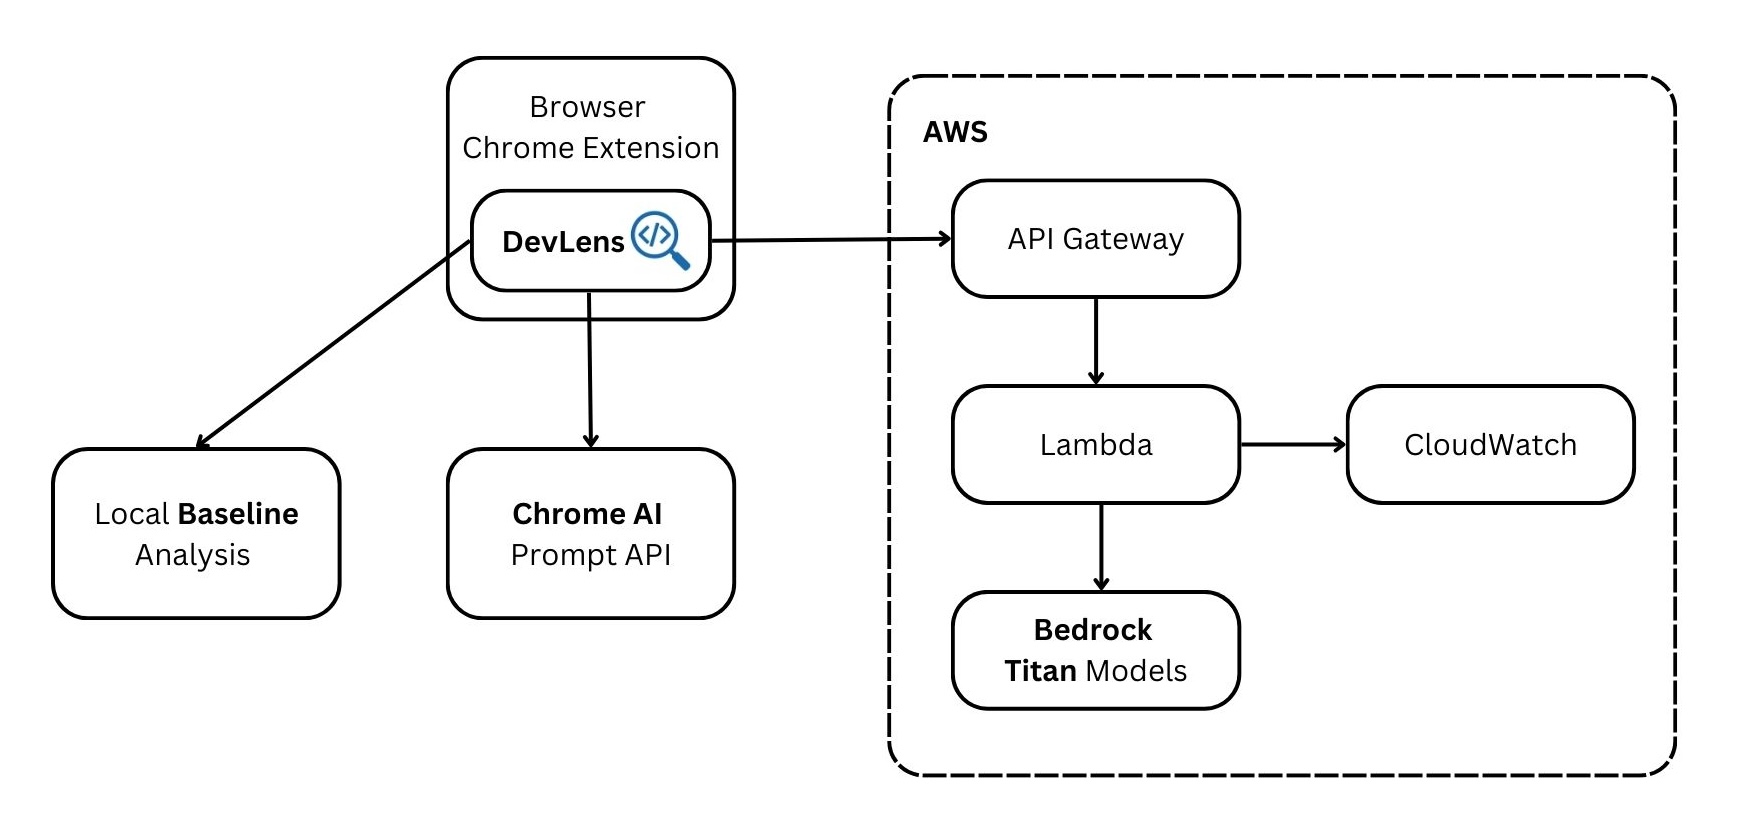 Browser
Chrome Extension
DevLens </>
AWS
API Gateway
Lambda
CloudWatch
Local Baseline
Analysis
Chrome AI
Prompt API
Bedrock
Titan Models